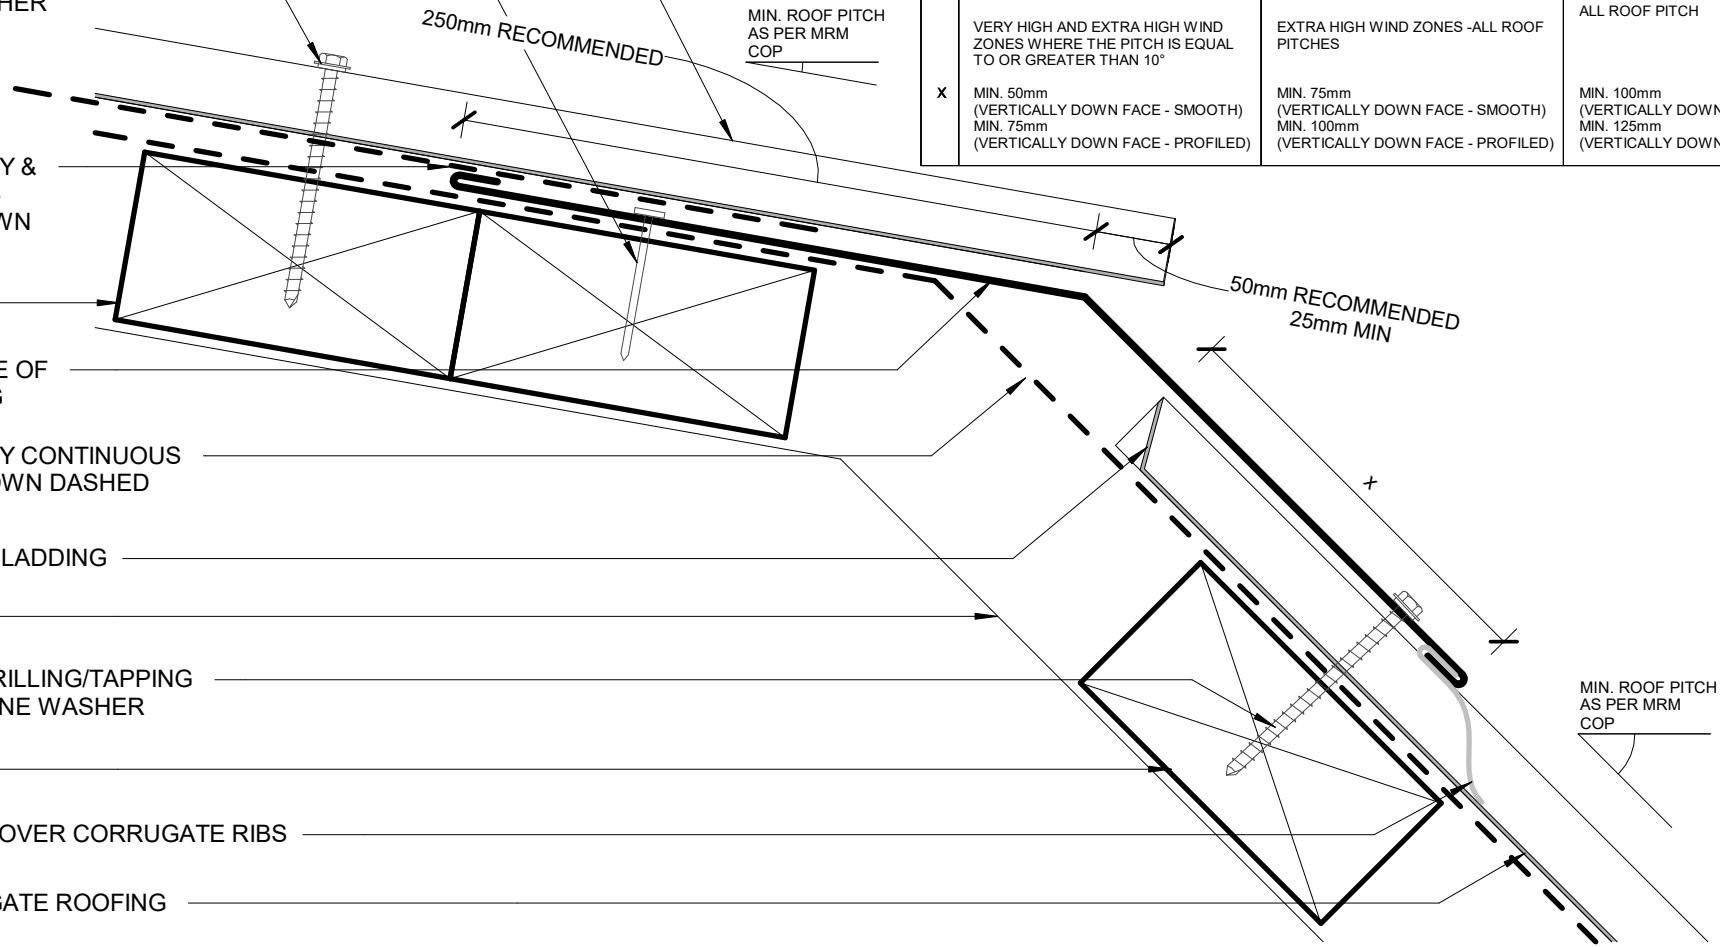 HER
250mm RECOMMENDED
MIN. ROOF PITCH
AS PER MRM
COP
VERY HIGH AND EXTRA HIGH WIND
ZONES WHERE THE PITCH IS EQUAL
TO OR GREATER THAN 10°
EXTRA HIGH WIND ZONES -ALL ROOF
PITCHES
ALL ROOF PITCH
X
MIN. 50mm
(VERTICALLY DOWN FACE - SMOOTH)
MIN. 75mm
(VERTICALLY DOWN FACE - PROFILED)
MIN. 75mm
(VERTICALLY DOWN FACE - SMOOTH)
MIN. 100mm
(VERTICALLY DOWN FACE - PROFILED)
MIN. 100mm
(VERTICALLY DOWN
MIN. 125mm
(VERTICALLY DOWN
Y &
WN
50mm RECOMMENDED
25mm MIN
E OF
G
Y CONTINUOUS
OWN DASHED
x
LADDING
RILLING/TAPPING
NE WASHER
MIN. ROOF PITCH
AS PER MRM
COP
OVER CORRUGATE RIBS
GATE ROOFING